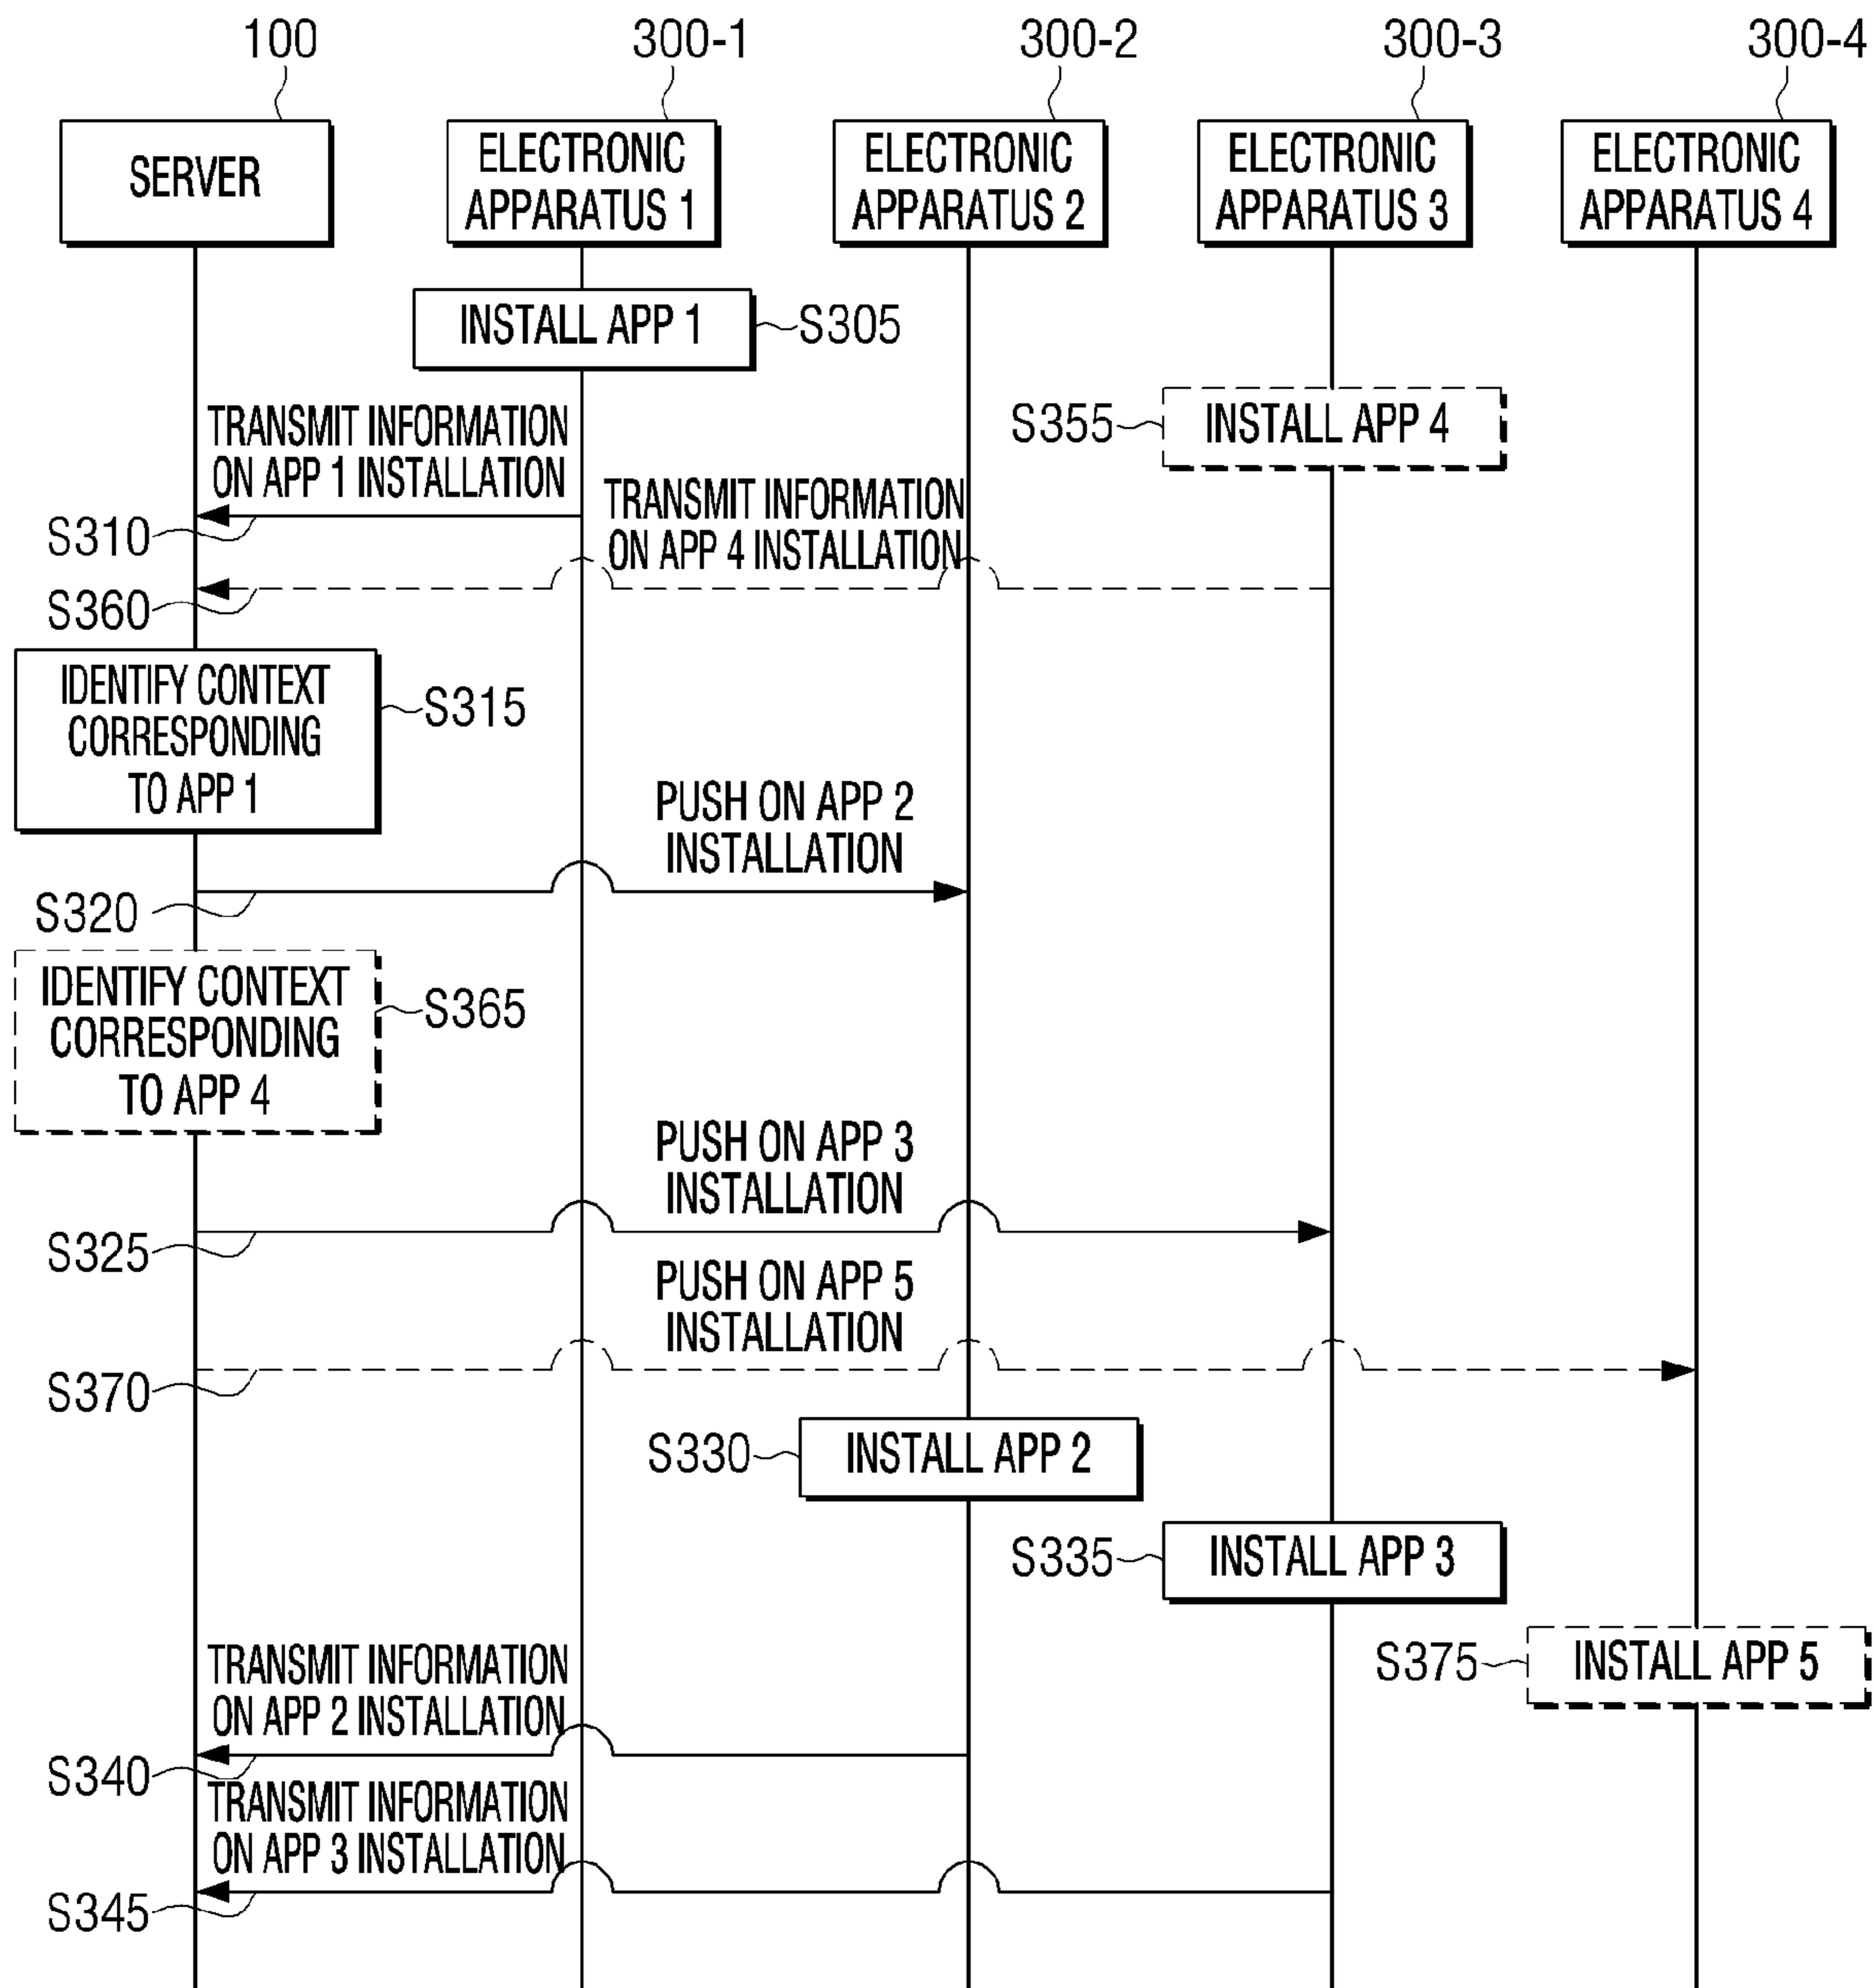 100
300-1
300-2
300-3
300-4
SERVER
ELECTRONIC
APPARATUS 1
ELECTRONIC
APPARATUS 2
ELECTRONIC
APPARATUS 3
ELECTRONIC
APPARATUS 4
INSTALL APP 1
S305
S355
INSTALL APP 4
TRANSMIT INFORMATION
ON APP 1 INSTALLATION
S310
TRANSMIT INFORMATION
ON APP 4 INSTALLATION
S360
IDENTIFY CONTEXT
CORRESPONDING
TO APP 1
S315
PUSH ON APP 2
INSTALLATION
S320
IDENTIFY CONTEXT
CORRESPONDING
TO APP 4
S365
PUSH ON APP 3
INSTALLATION
S325
PUSH ON APP 5
INSTALLATION
S370
S330
INSTALL APP 2
S335
INSTALL APP 3
S375
INSTALL APP 5
TRANSMIT INFORMATION
ON APP 2 INSTALLATION
S340
TRANSMIT INFORMATION
ON APP 3 INSTALLATION
S345